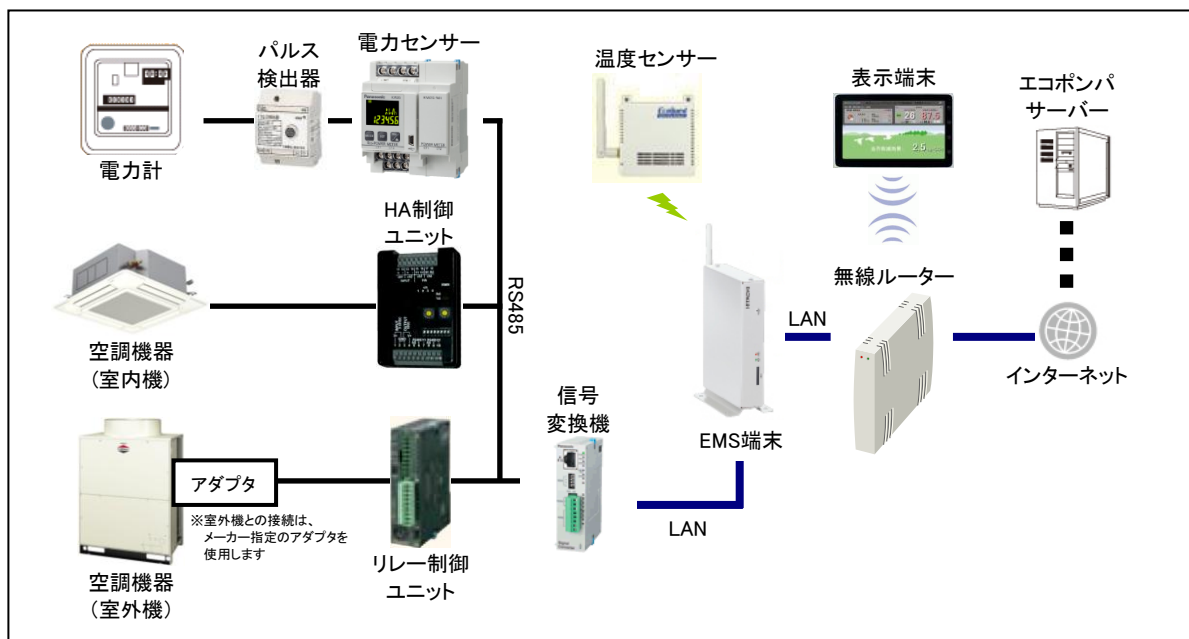 電力計
パルス
検出器
電力センサー
温度センサー
表示端末
エコポンパ
サーバー
HA制御
ユニット
RS485
空調機器
(室内機)
LAN
無線ルーター
インターネット
EMS端末
信号
変換機
LAN
アダプタ
※室外機との接続は、
メーカー指定のアダプタを
使用します
リレー制御
ユニット
空調機器
(室外機)
Panasonic
123456
2.5
HITACHI